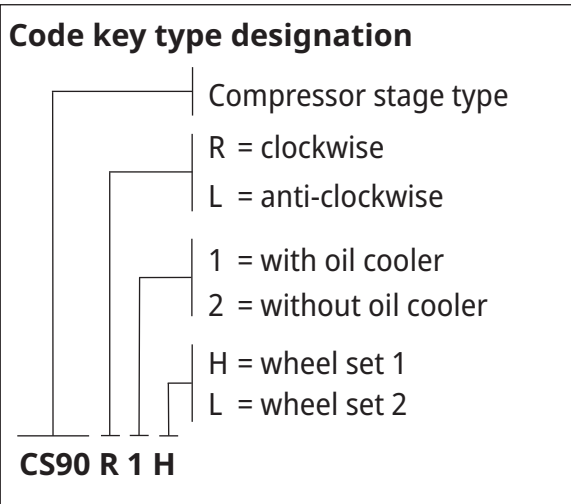 Code key type designation
Compressor stage type
R = clockwise
L = anti-clockwise
1 = with oil cooler
2 = without oil cooler
H = wheel set 1
L = wheel set 2
CS90 R 1 H